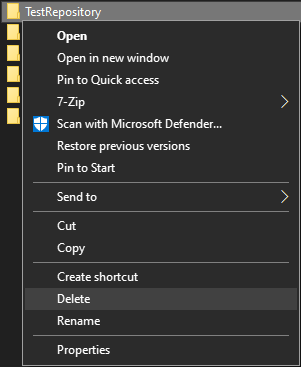 TestRepository
Open
Open in new window
Pin to Quick access
7-Zip
Scan with Microsoft Defender...
Restore previous versions
Pin to Start
Send to
Cut
Copy
Create shortcut
Delete
Rename
Properties